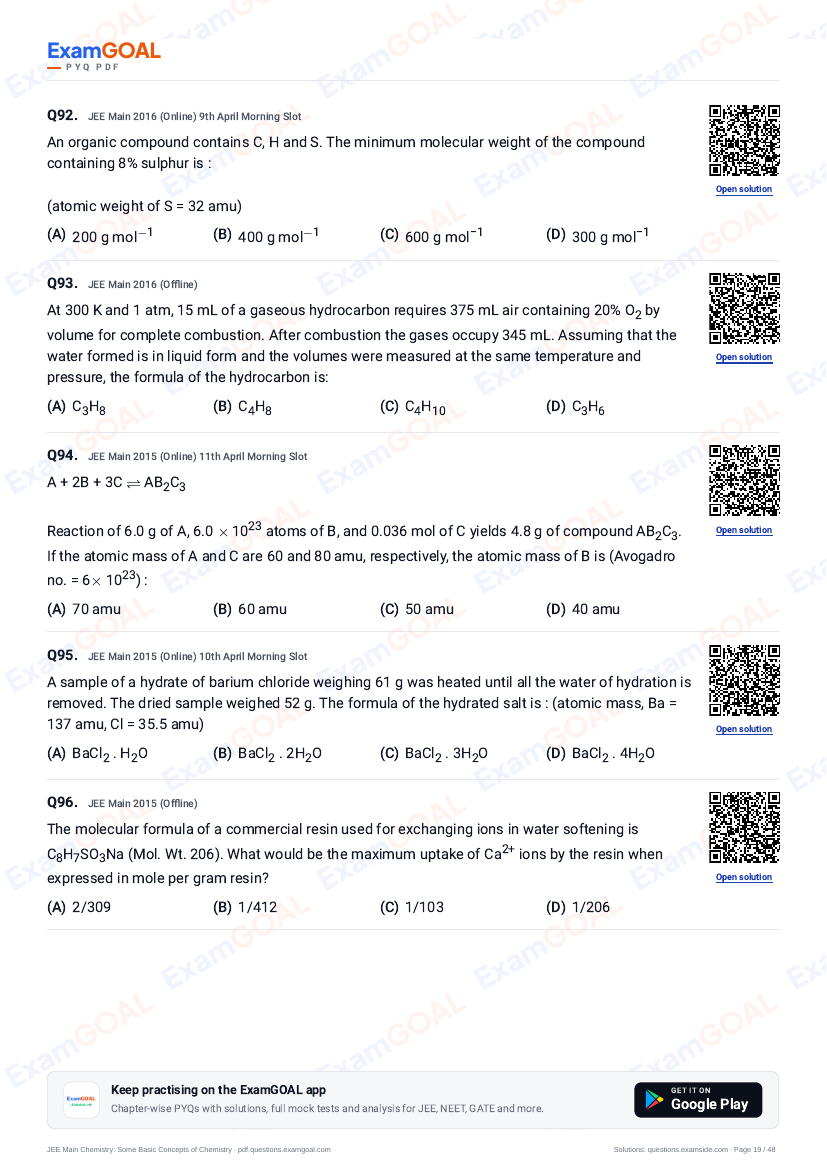 ExamGOAL
PYQ PDF
Q92. JEE Main 2016 (Online) 9th April Morning Slot
An organic compound contains C, H and S. The minimum molecular weight of the compound
containing 8% sulphur is :
(atomic weight of S = 32 amu)
(A) 200 g mol⁻¹ (B) 400 g mol⁻¹ (C) 600 g mol⁻¹ (D) 300 g mol⁻¹
Open solution
Q93. JEE Main 2016 (Offline)
At 300 K and 1 atm, 15 mL of a gaseous hydrocarbon requires 375 mL air containing 20% O₂ by
volume for complete combustion. After combustion the gases occupy 345 mL. Assuming that the
water formed is in liquid form and the volumes were measured at the same temperature and
pressure, the formula of the hydrocarbon is:
(A) C₃H₈ (B) C₄H₈ (C) C₄H₁₀ (D) C₃H₆
Open solution
Q94. JEE Main 2015 (Online) 11th April Morning Slot
A + 2B + 3C ⇌ AB₂C₃
Reaction of 6.0 g of A, 6.0 × 10²³ atoms of B, and 0.036 mol of C yields 4.8 g of compound AB₂C₃.
If the atomic mass of A and C are 60 and 80 amu, respectively, the atomic mass of B is (Avogadro
no. = 6× 10²³) :
(A) 70 amu (B) 60 amu (C) 50 amu (D) 40 amu
Open solution
Q95. JEE Main 2015 (Online) 10th April Morning Slot
A sample of a hydrate of barium chloride weighing 61 g was heated until all the water of hydration is
removed. The dried sample weighed 52 g. The formula of the hydrated salt is : (atomic mass, Ba =
137 amu, Cl = 35.5 amu)
(A) BaCl₂ . H₂O (B) BaCl₂ . 2H₂O (C) BaCl₂ . 3H₂O (D) BaCl₂ . 4H₂O
Open solution
Q96. JEE Main 2015 (Offline)
The molecular formula of a commercial resin used for exchanging ions in water softening is
C₈H₇SO₃Na (Mol. Wt. 206). What would be the maximum uptake of Ca²⁺ ions by the resin when
expressed in mole per gram resin?
(A) 2/309 (B) 1/412 (C) 1/103 (D) 1/206
Open solution
ExamGOAL
Keep practising on the ExamGOAL app
Chapter-wise PYQs with solutions, full mock tests and analysis for JEE, NEET, GATE and more.
GET IT ON
Google Play
JEE Main Chemistry: Some Basic Concepts of Chemistry · pdf.questions.examgoal.com
Solutions: questions.examside.com · Page 19 / 48